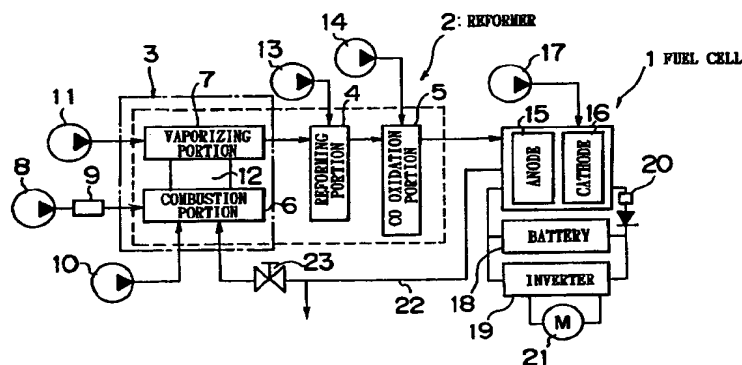 14
2: REFORMER
17
13
1 FUEL CELL
3
7
4
5
11
15
16
VAPORIZING
PORTION
REFORMING
PORTION
CO OXIDATION
PORTION
ANODE
CATHODE
20
8
9
12
COMBUSTION
PORTION
6
BATTERY
10
23
18
INVERTER
22
19
M
21